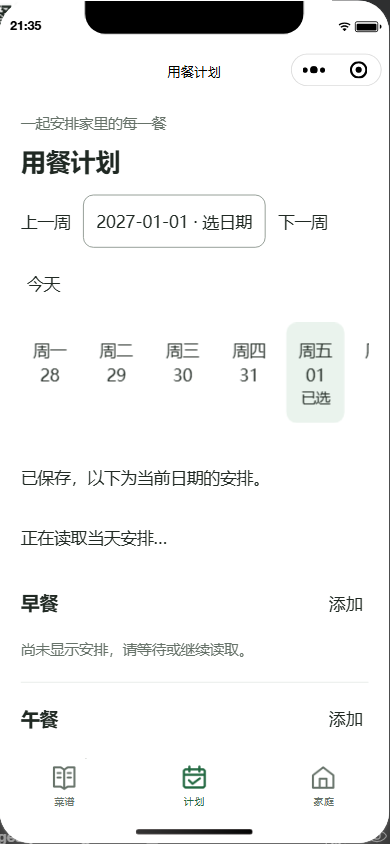 21:35
用餐计划
一起安排家里的每一餐
用餐计划
上一周
2027-01-01 · 选日期
下一周
今天
周一 周二 周三 周四 周五
28 29 30 31 01
已选
已保存，以下为当前日期的安排。
正在读取当天安排…
早餐 添加
尚未显示安排，请等待或继续读取。
午餐 添加
菜谱 计划 家庭